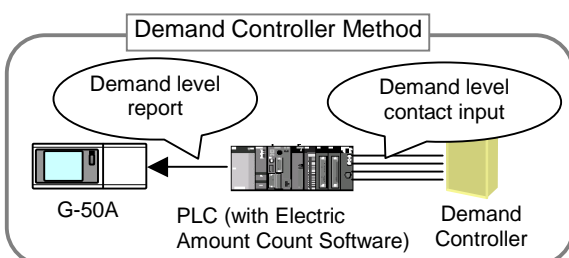 Demand Controller Method
Demand level
report
Demand level
contact input
G-50A
PLC (with Electric
Amount Count Software)
Demand
Controller